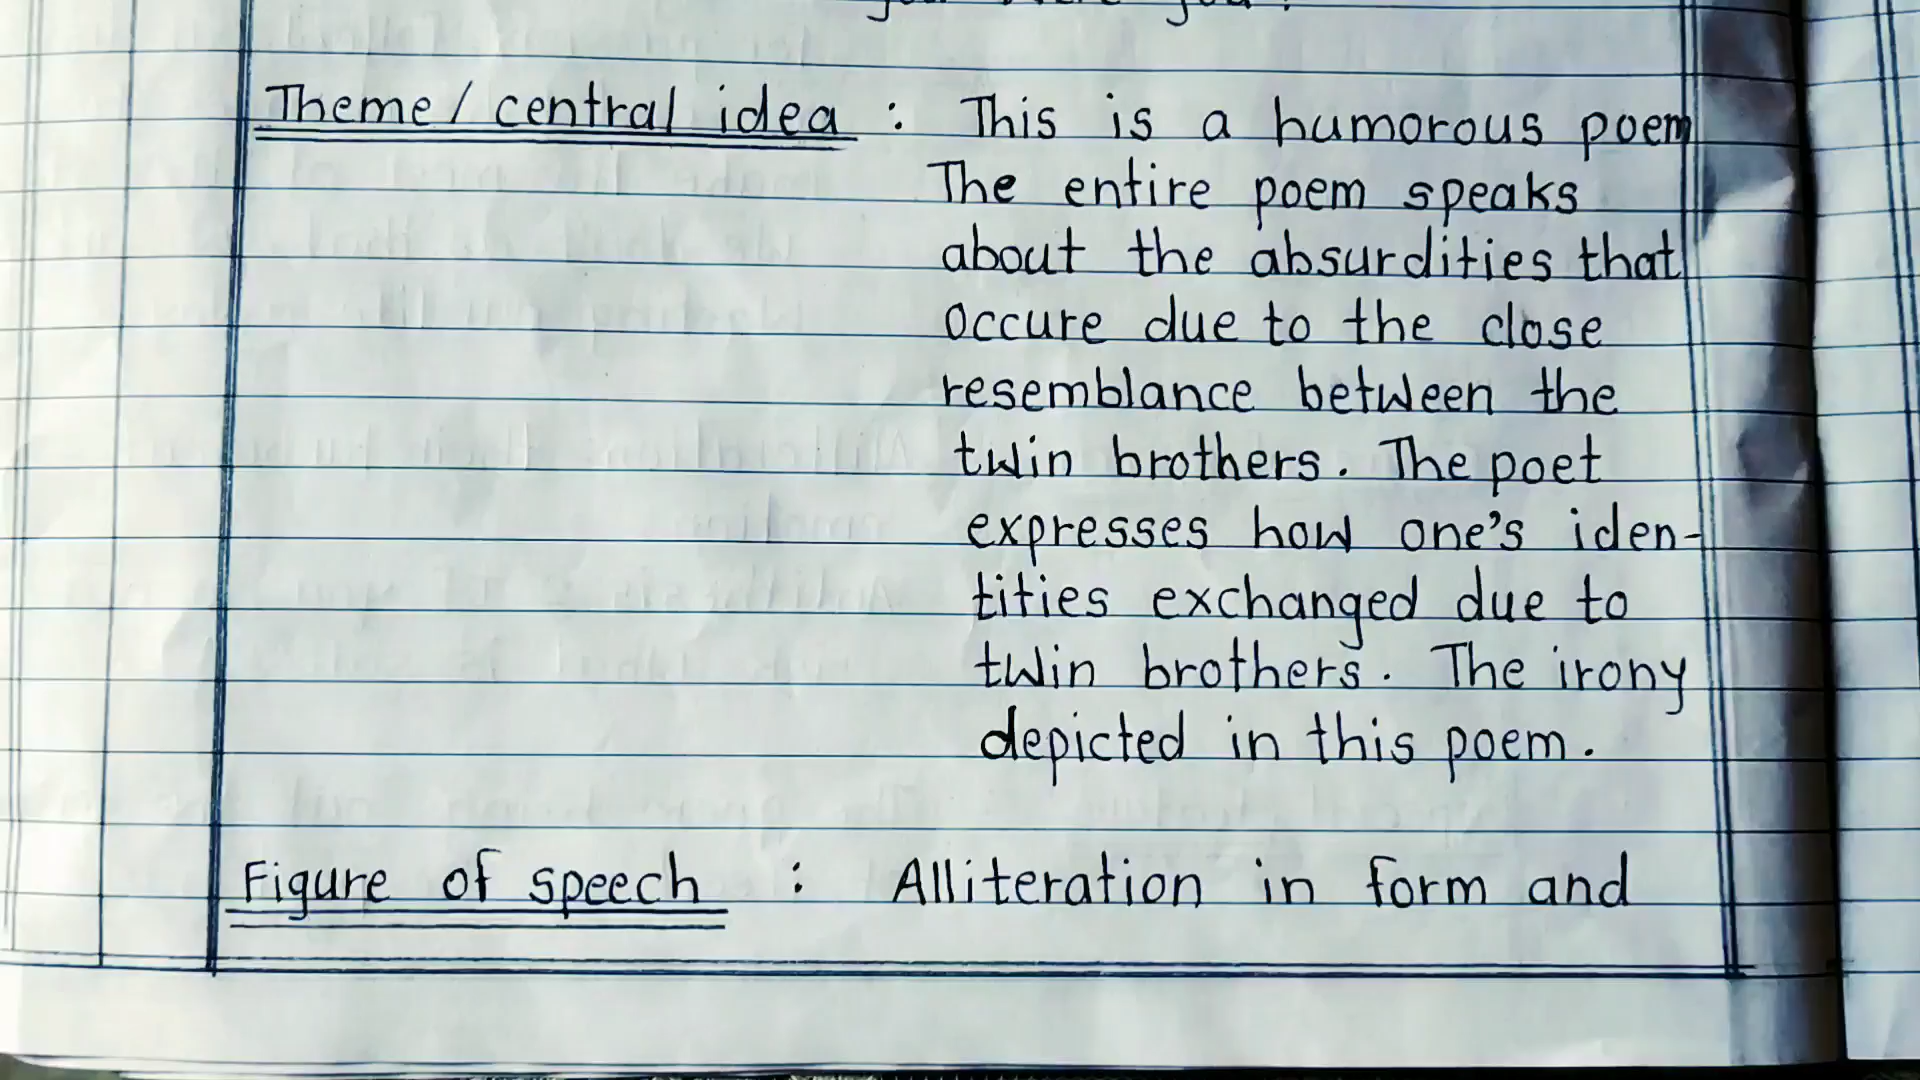 Theme/ central idea : This is a humorous poem
The entire poem speaks
about the absurdities that
occure due to the close
resemblance between the
twin brothers. The poet
expresses how one's iden-
tities exchanged due to
twin brothers. The irony
depicted in this poem.
Figure of speech : Alliteration in form and